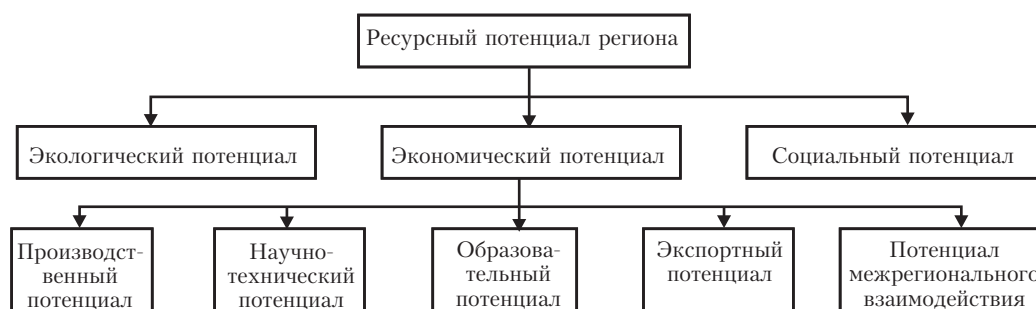 Ресурсный потенциал региона
Экологический потенциал
Экономический потенциал
Социальный потенциал
Производст-
венный
потенциал
Научно-
технический
потенциал
Образова-
тельный
потенциал
Экспортный
потенциал
Потенциал
межрегионального
взаимодействия